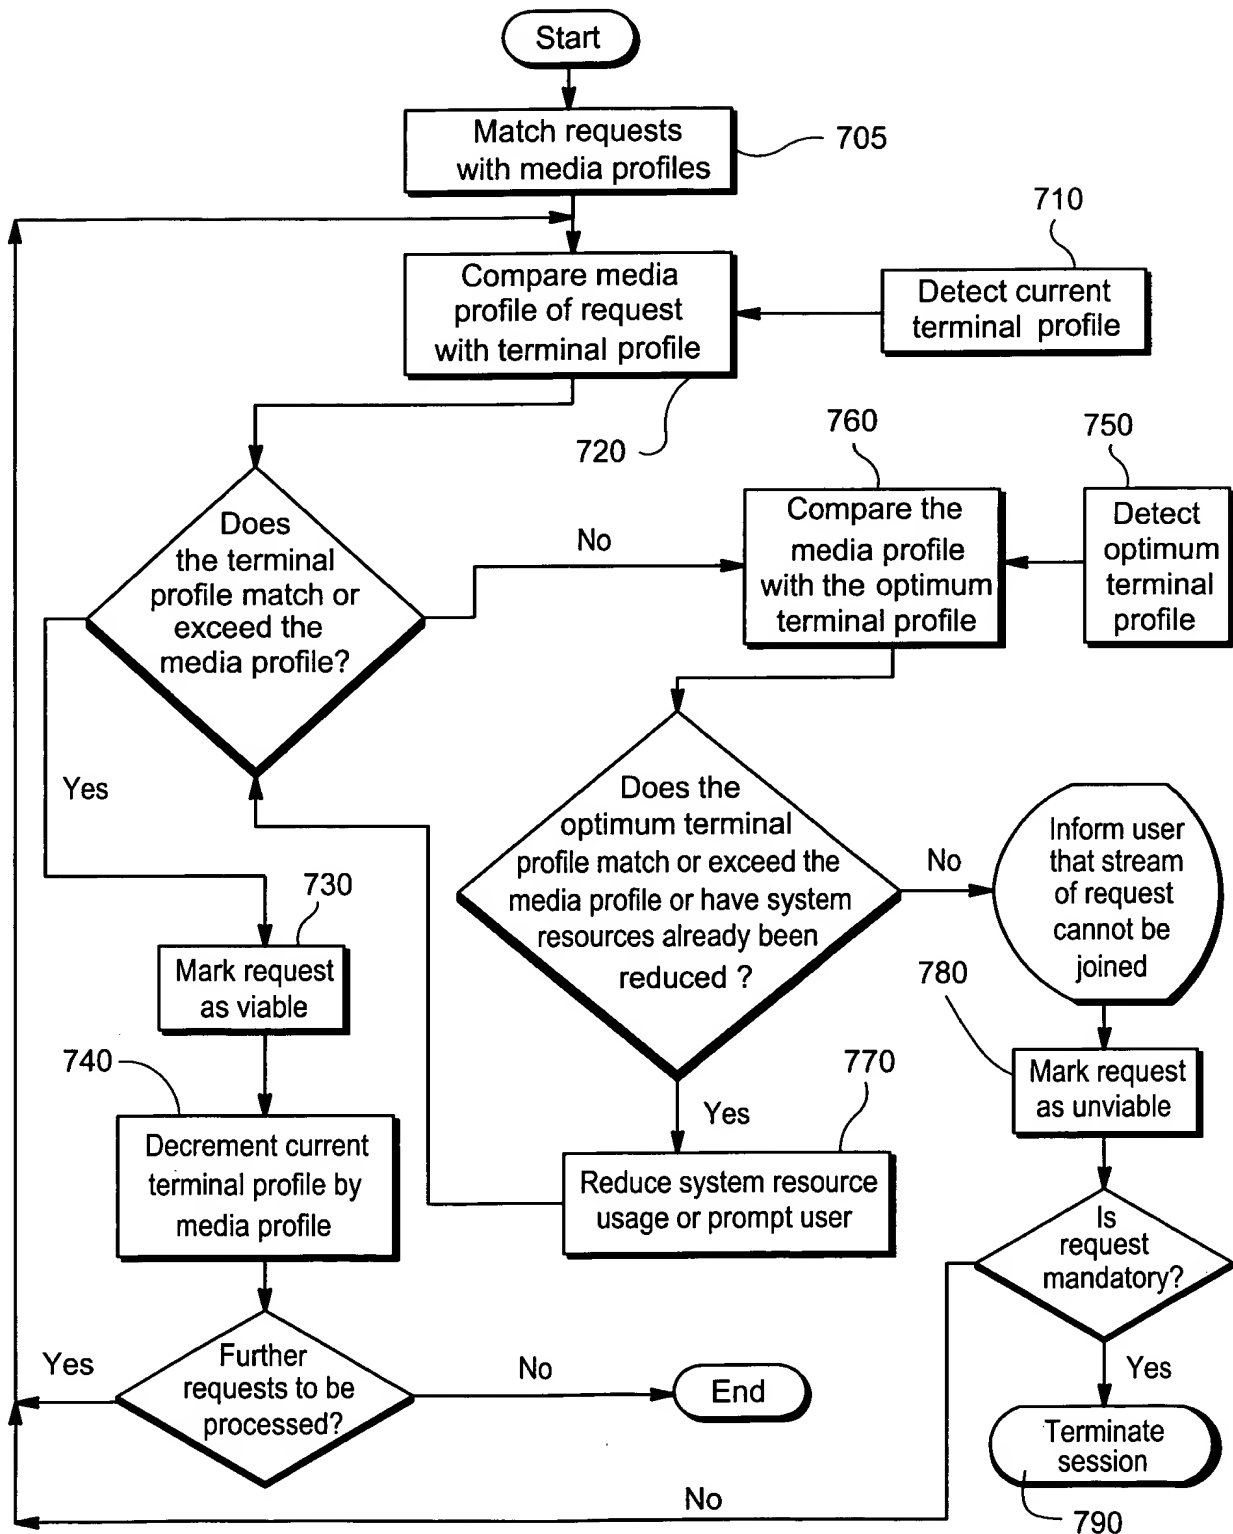 Start
Match requests
with media profiles
705
710
Compare media
profile of request
with terminal profile
Detect current
terminal profile
720
760
750
Does
the terminal
profile match or
exceed the
media profile?
No
Compare the
media profile
with the optimum
terminal profile
Detect
optimum
terminal
profile
Yes
Does the
optimum terminal
profile match or exceed the
media profile or have system
resources already been
reduced ?
No
Inform user
that stream
of request
cannot be
joined
730
Mark request
as viable
780
Mark request
as unviable
740
Decrement current
terminal profile by
media profile
Yes
770
Reduce system resource
usage or prompt user
Is
request
mandatory?
Yes
Further
requests to be
processed?
No
End
Yes
Terminate
session
No
790